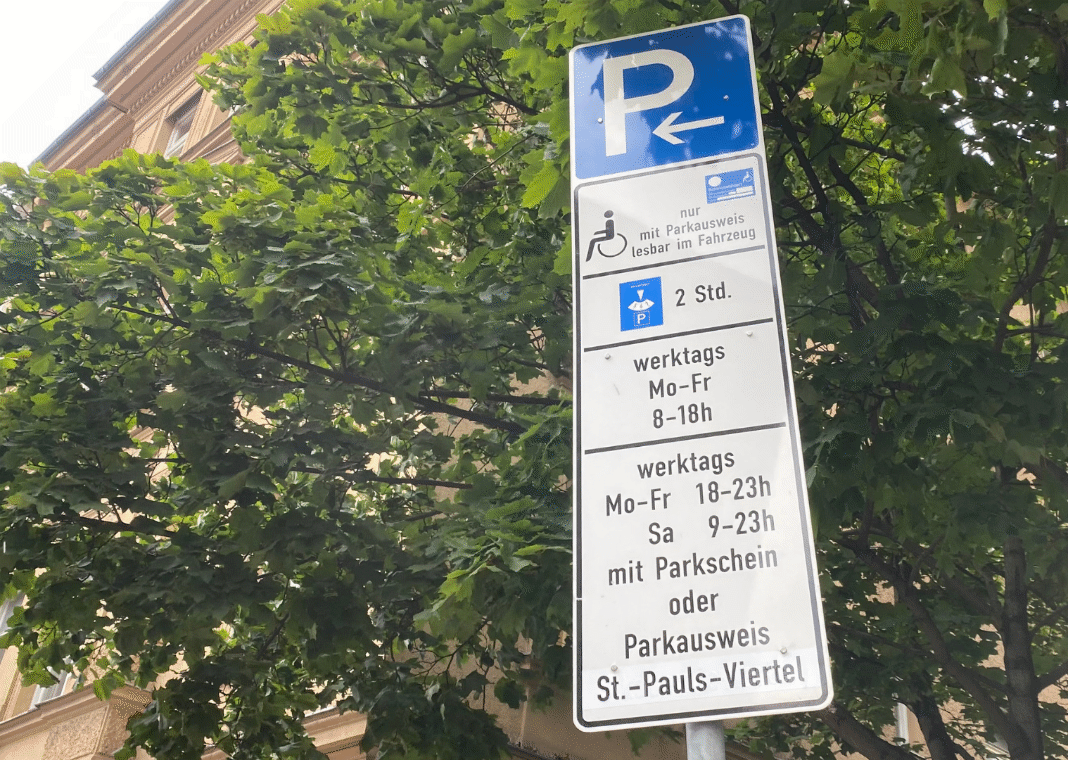 P
nur
mit Parkausweis
lesbar im Fahrzeug
P
2 Std.
werktags
Mo-Fr
8-18h
werktags
Mo-Fr 18-23h
Sa 9-23h
mit Parkschein
oder
Parkausweis
St.-Pauls-Viertel